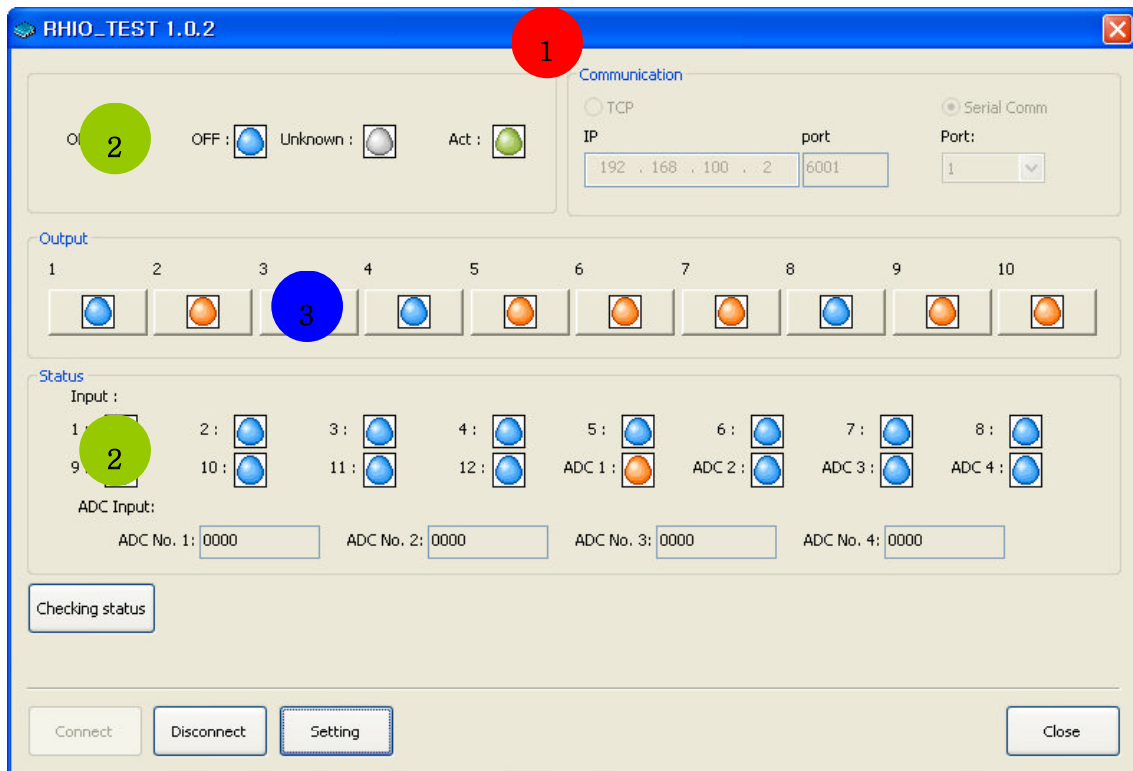 RHIO_TEST 1.0.2
1
Communication
TCP
Serial Comm
2
OFF :
Unknown :
Act :
IP
port
Port:
192 . 168 . 100 . 2
6001
1
Output
1 2 3 4 5 6 7 8 9 10
3
Status
Input :
1 : 2 : 3 : 4 : 5 : 6 : 7 : 8 :
2
9 10 : 11 : 12 : ADC 1 : ADC 2 : ADC 3 : ADC 4 :
ADC Input:
ADC No. 1: 0000 ADC No. 2: 0000 ADC No. 3: 0000 ADC No. 4: 0000
Checking status
Connect Disconnect Setting Close